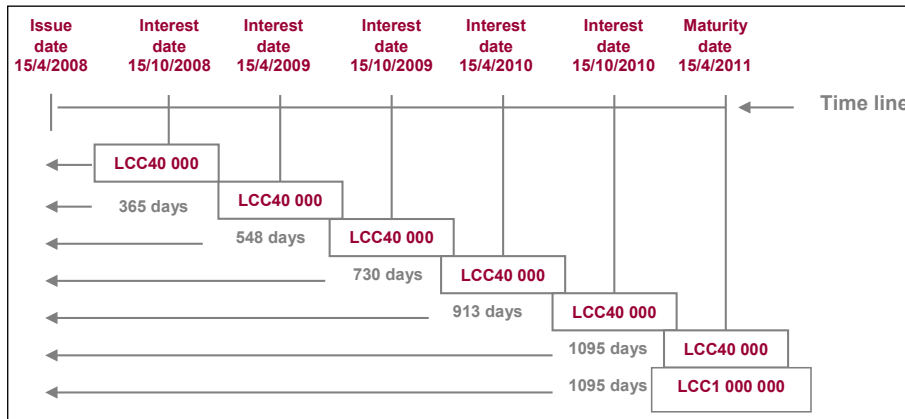 Issue date 15/4/2008
Interest date 15/10/2008
Interest date 15/4/2009
Interest date 15/10/2009
Interest date 15/4/2010
Interest date 15/10/2010
Maturity date 15/4/2011
Time line
LCC40 000
365 days
LCC40 000
548 days
LCC40 000
730 days
LCC40 000
913 days
LCC40 000
1095 days
LCC40 000
1095 days
LCC1 000 000